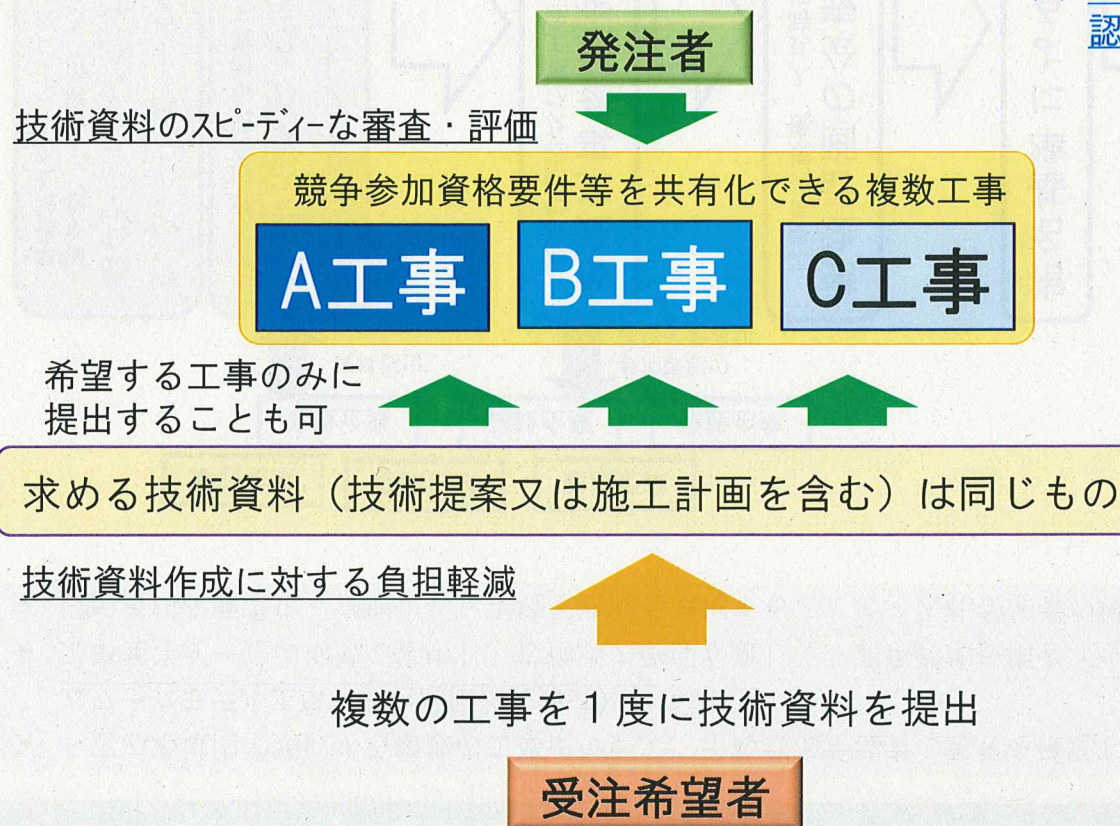 認
発注者
技術資料のスピーディーな審査・評価
競争参加資格要件等を共有化できる複数工事
A工事
B工事
C工事
希望する工事のみに
提出することも可
求める技術資料（技術提案又は施工計画を含む）は同じもの
技術資料作成に対する負担軽減
複数の工事を1度に技術資料を提出
受注希望者